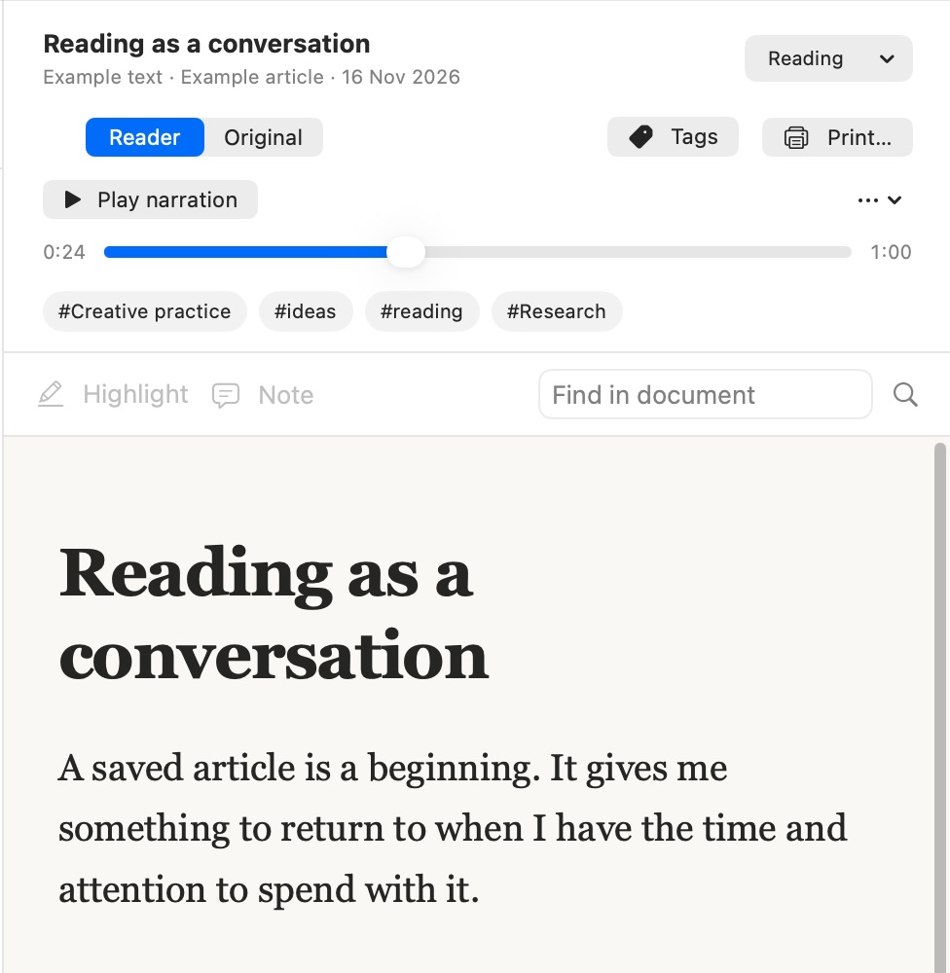 Reading as a conversation
Example text · Example article · 16 Nov 2026
Reading
Reader Original
Tags Print...
Play narration
0:24 1:00
#Creative practice #ideas #reading #Research
Highlight Note Find in document
Reading as a
conversation
A saved article is a beginning. It gives me
something to return to when I have the time and
attention to spend with it.